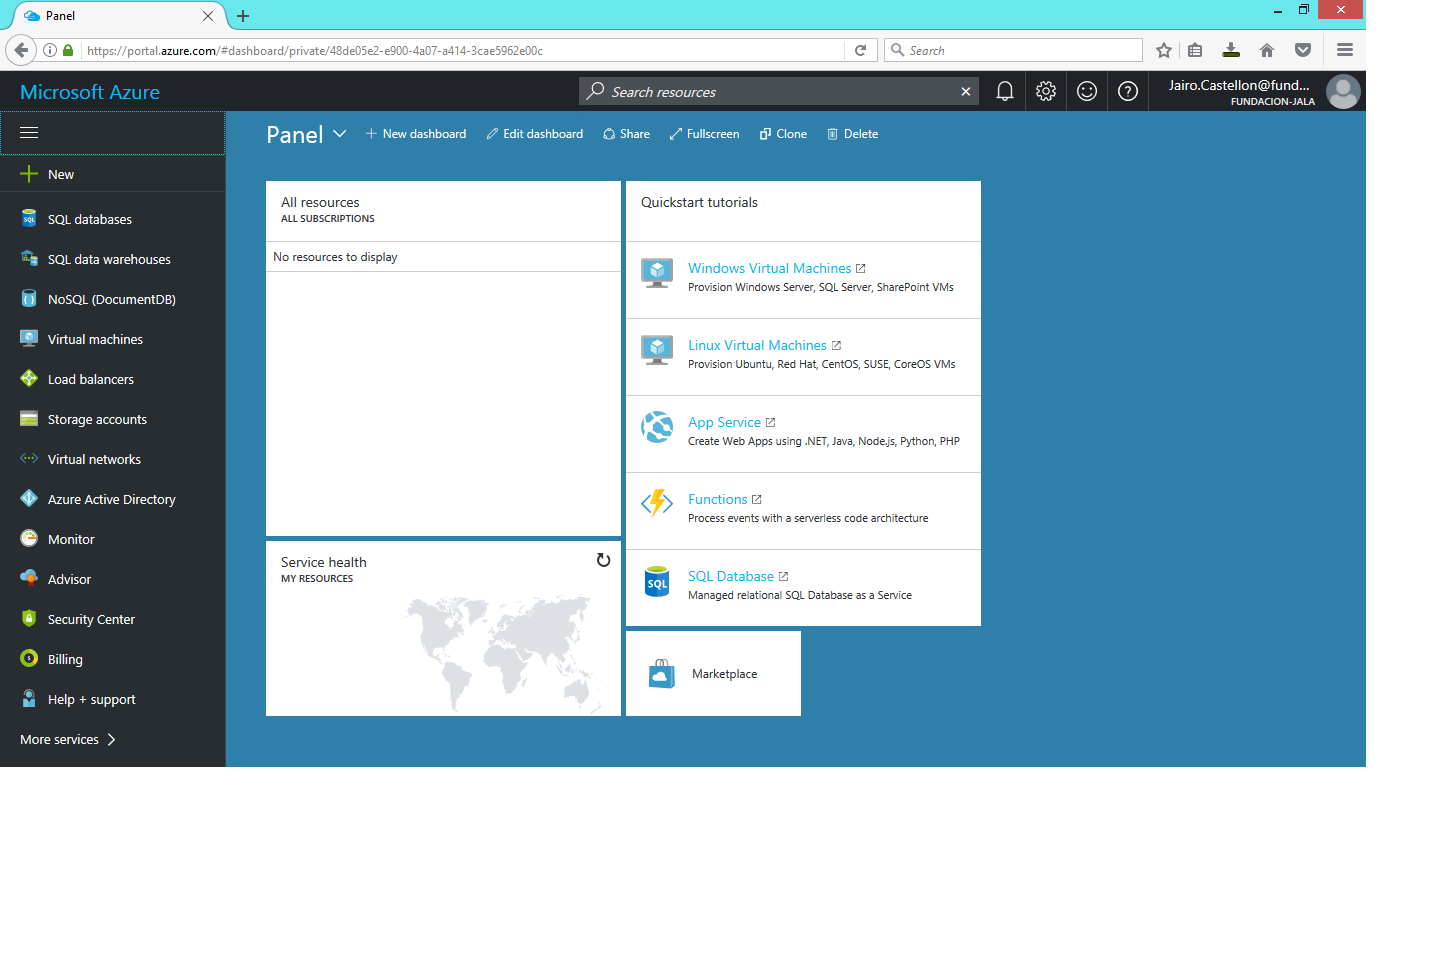 Panel
https://portal.azure.com/#dashboard/private/48de05e2-e900-4a07-a414-3cae5962e00c
Search
Microsoft Azure
Search resources
Jairo.Castellon@fund...
FUNDACION-JALA
Panel
New dashboard
Edit dashboard
Share
Fullscreen
Clone
Delete
New
SQL databases
SQL data warehouses
NoSQL (DocumentDB)
Virtual machines
Load balancers
Storage accounts
Virtual networks
Azure Active Directory
Monitor
Advisor
Security Center
Billing
Help + support
More services
All resources
ALL SUBSCRIPTIONS
No resources to display
Service health
MY RESOURCES
Quickstart tutorials
Windows Virtual Machines
Provision Windows Server, SQL Server, SharePoint VMs
Linux Virtual Machines
Provision Ubuntu, Red Hat, CentOS, SUSE, CoreOS VMs
App Service
Create Web Apps using .NET, Java, Node.js, Python, PHP
Functions
Process events with a serverless code architecture
SQL
SQL Database
Managed relational SQL Database as a Service
Marketplace